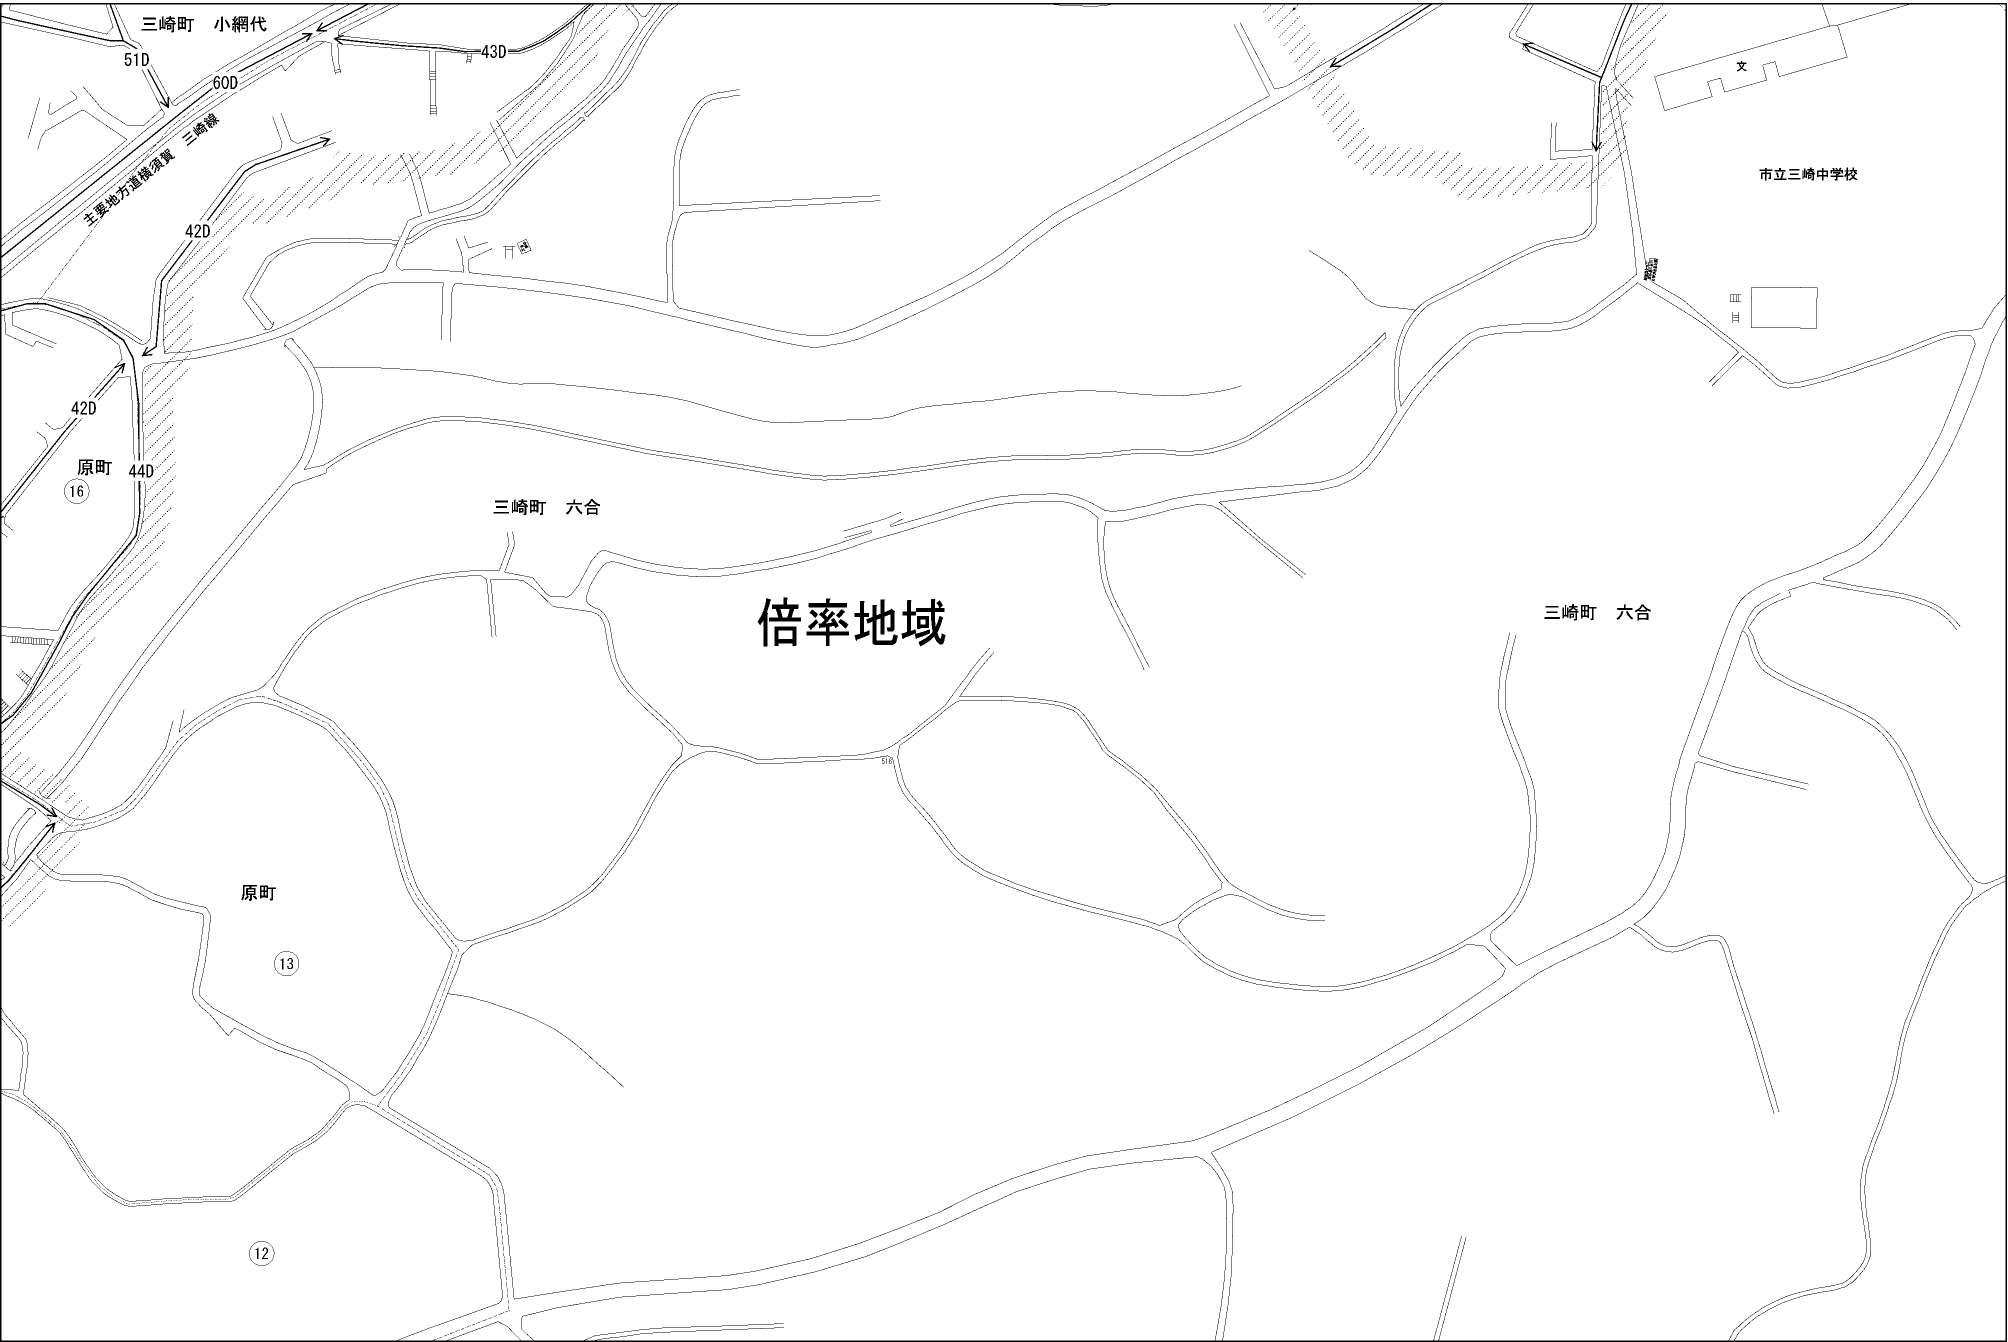 三崎町　小網代
51D
60D
43D
主要地方道横須賀　三崎線
文
市立三崎中学校
42D
42D
原町
44D
16
三崎町　六合
倍率地域
三崎町　六合
516
原町
13
12